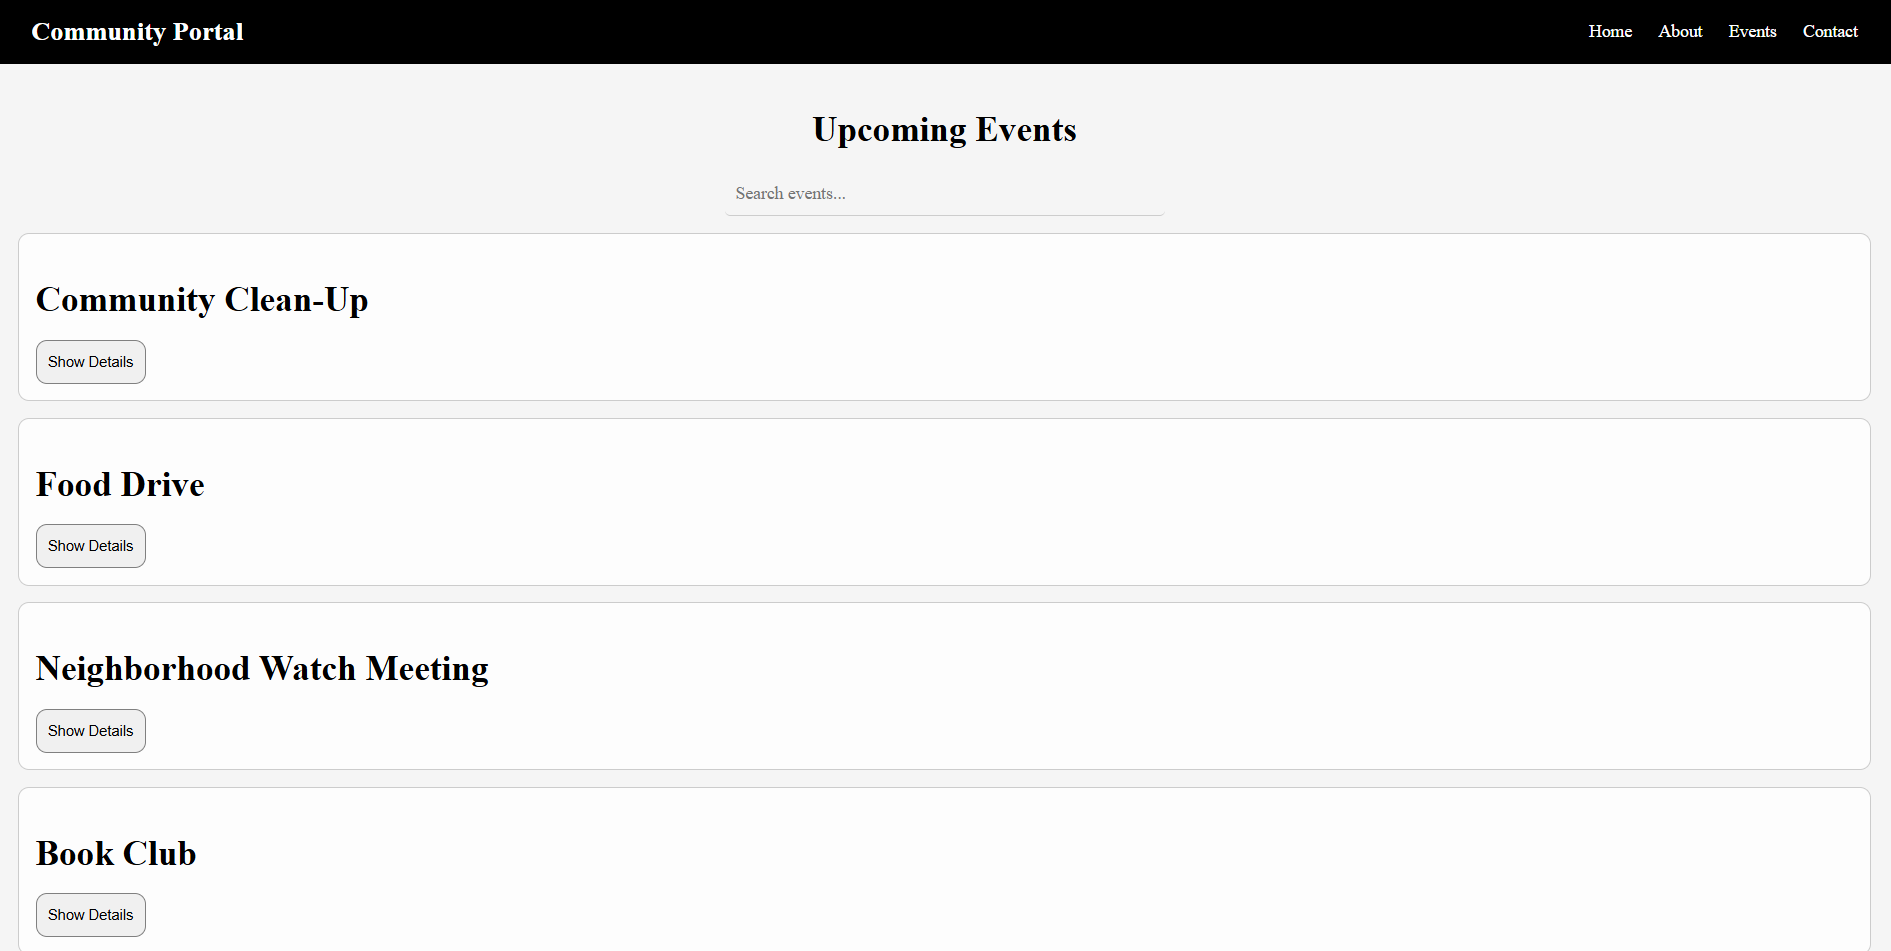 Community Portal
Home About Events Contact
Upcoming Events
Search events...
Community Clean-Up
Show Details
Food Drive
Show Details
Neighborhood Watch Meeting
Show Details
Book Club
Show Details